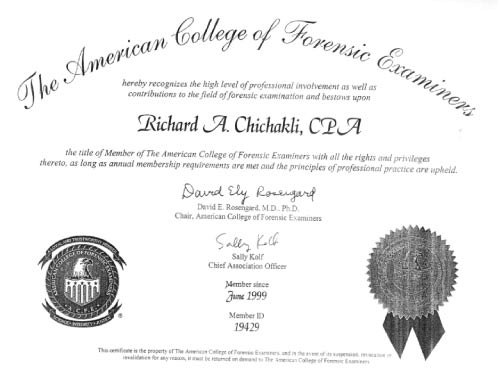 The American College of Forensic Examiners
hereby recognizes the high level of professional involvement as well as
contributions to the field of forensic examination and bestows upon
Richard A. Chichakli, CPA
the title of Member of The American College of Forensic Examiners with all the rights and privileges
thereto, as long as annual membership requirements are met and the principles of professional practice are upheld.
David Ely Rosengard
David E. Rosengard, M.D., Ph.D.
Chair, American College of Forensic Examiners
Sally Kolf
Sally Kolf
Chief Association Officer
Member since
June 1999
Member ID
19429
A.C.F.E.
®
This certificate is the property of The American College of Forensic Examiners, and in the event of its suspension, revocation or
invalidation for any reason, it must be returned on demand to The American College of Forensic Examiners.